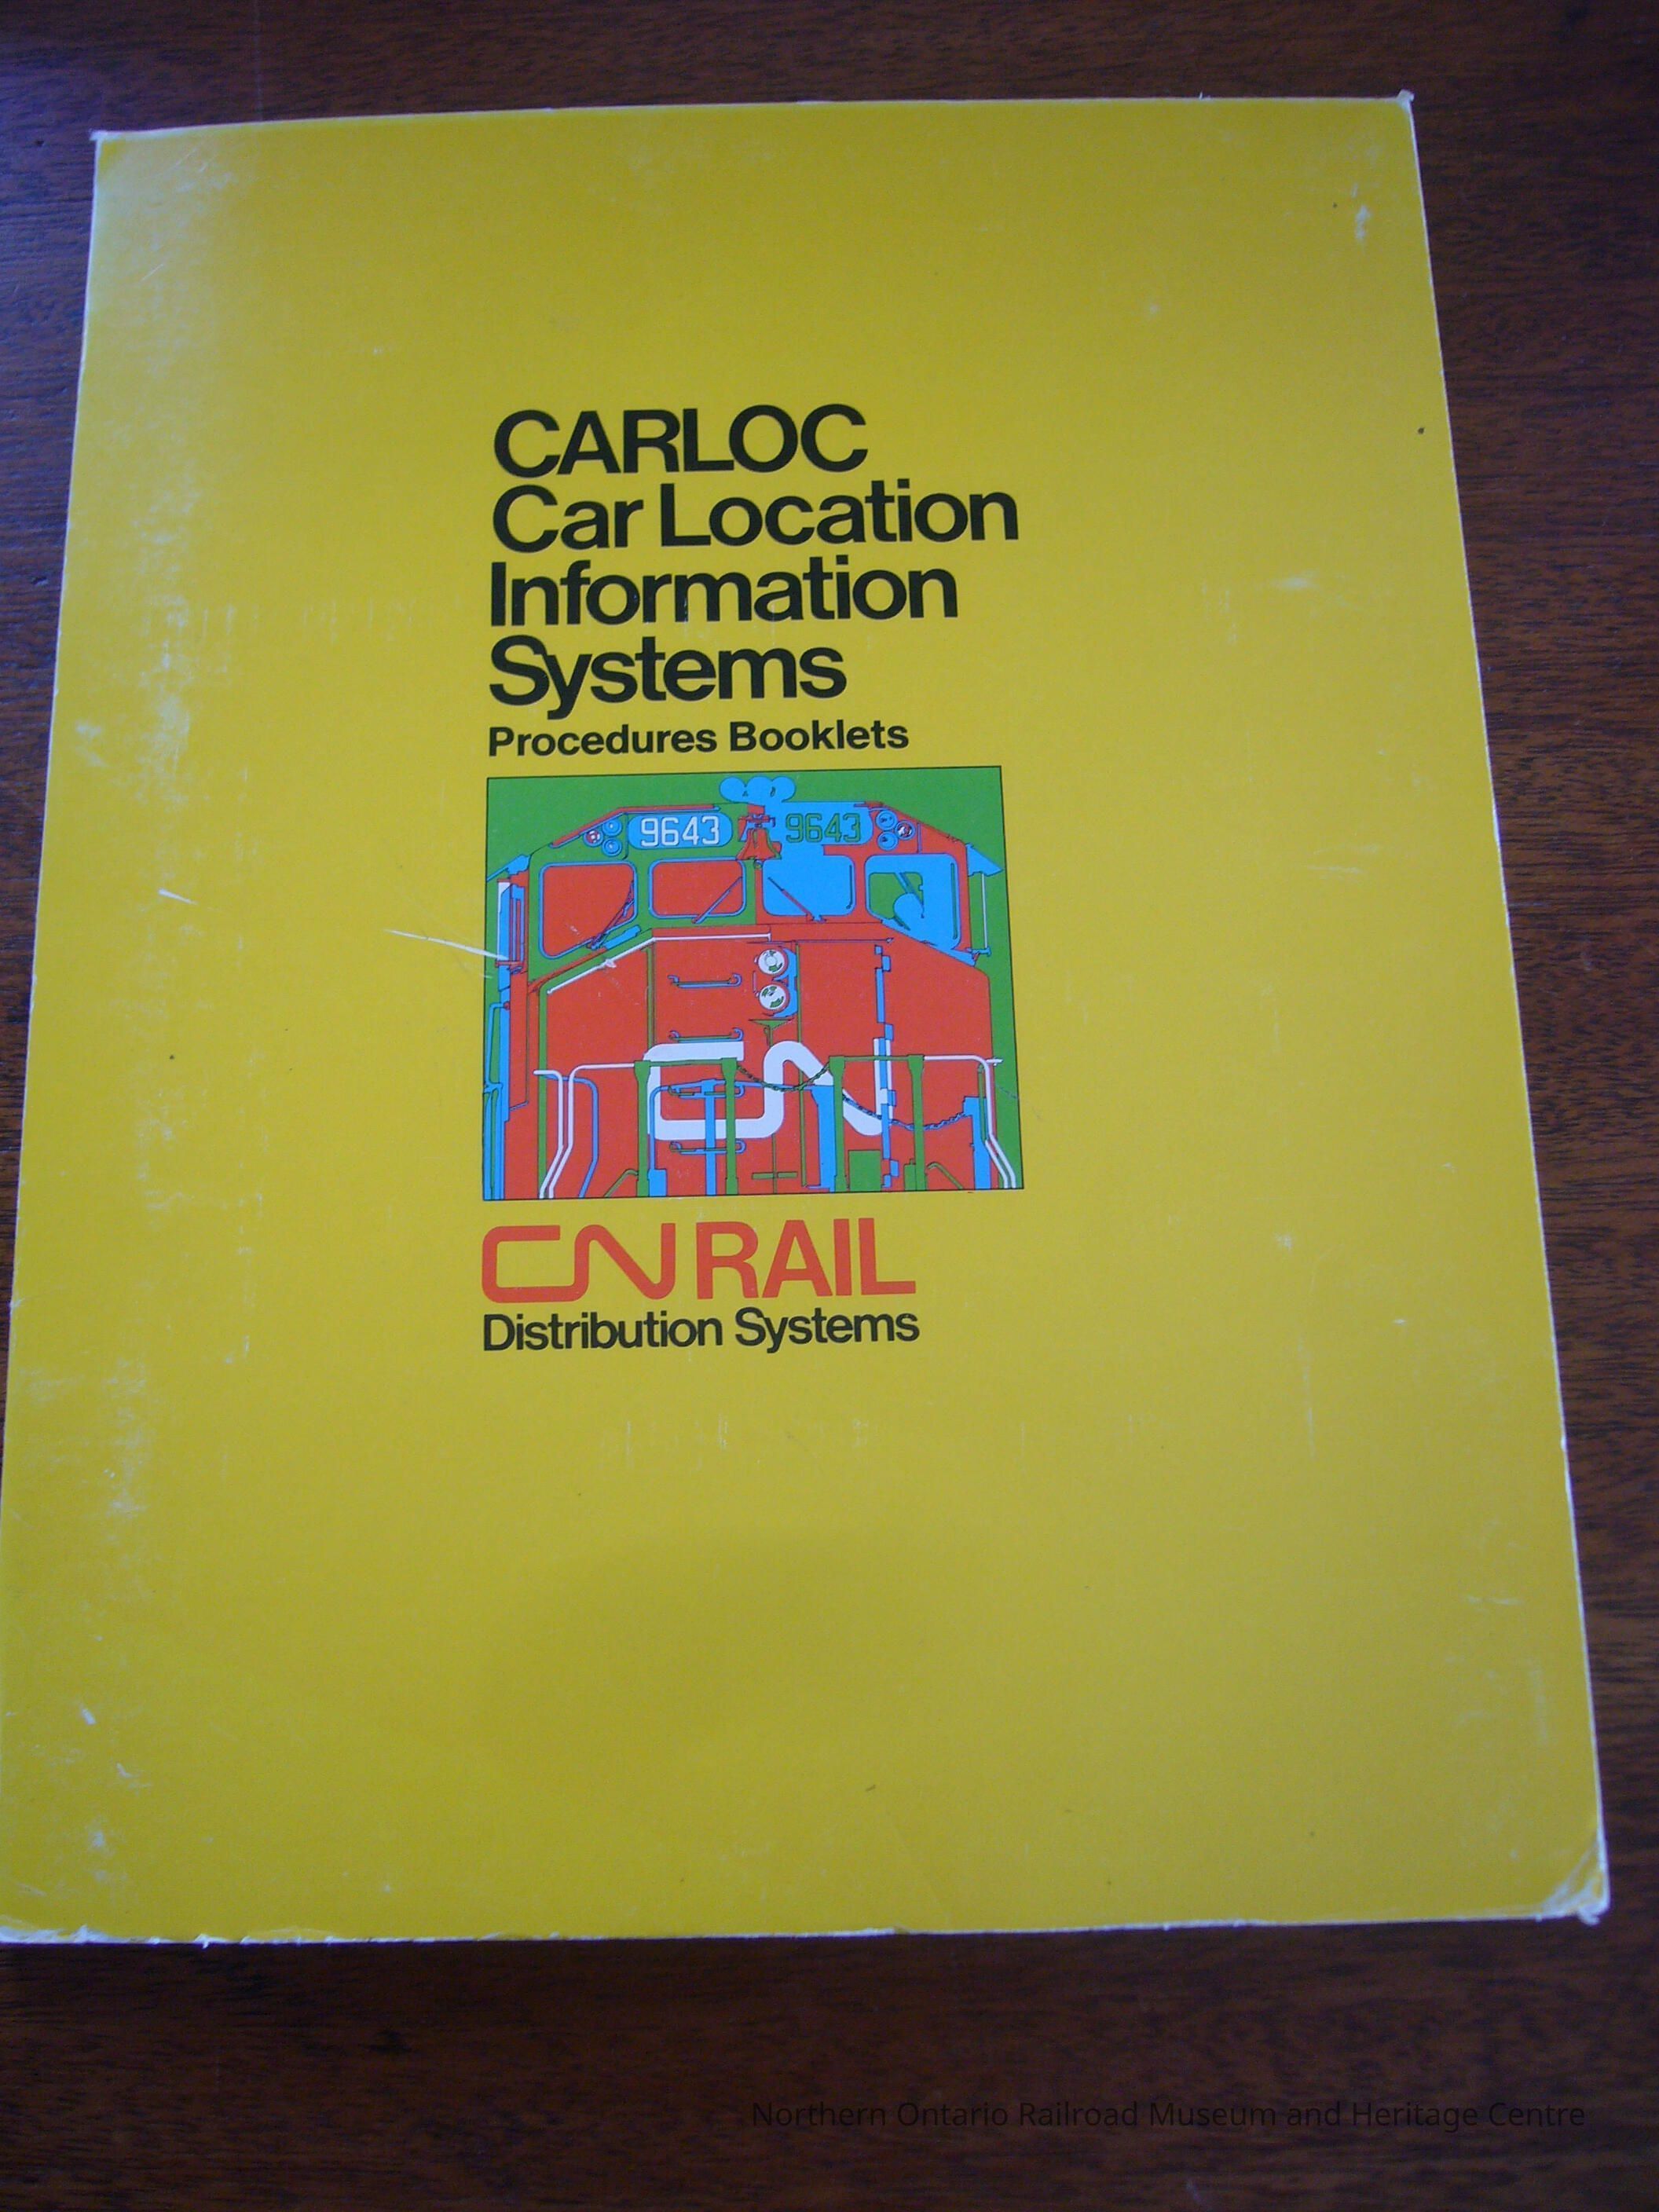 CARLOC
Car Location
Information
Systems
Procedures Booklets
9643 9643
CN
CN RAIL
Distribution Systems
Northern Ontario Railroad Museum and Heritage Centre